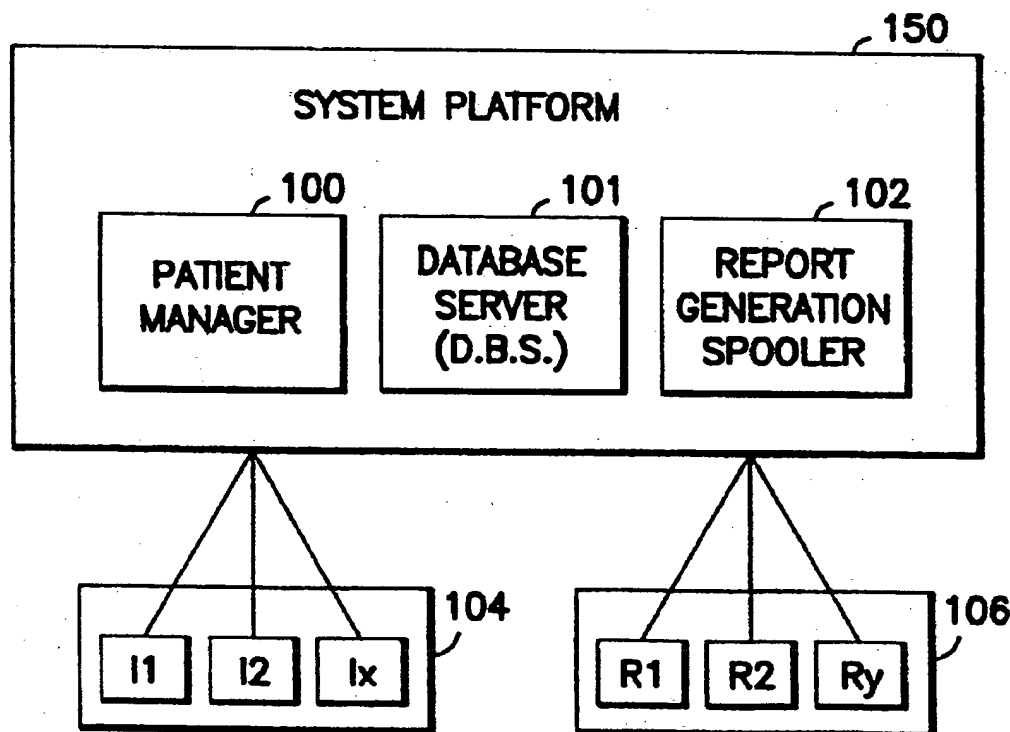 150
SYSTEM PLATFORM
100
101
102
PATIENT
MANAGER
DATABASE
SERVER
(D.B.S.)
REPORT
GENERATION
SPOOLER
104
I1
I2
Ix
106
R1
R2
Ry